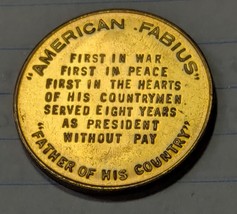 "AMERICAN FABIUS"
FIRST IN WAR
FIRST IN PEACE
FIRST IN THE HEARTS
OF HIS COUNTRYMEN
SERVED EIGHT YEARS
AS PRESIDENT
WITHOUT PAY
"FATHER OF HIS COUNTRY"